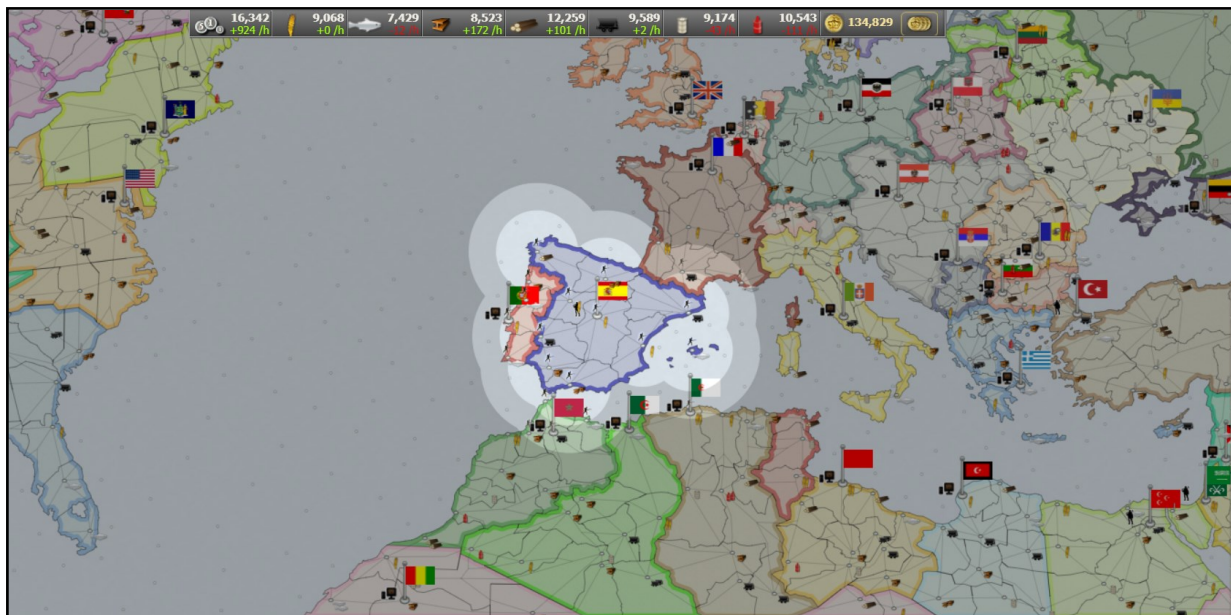 16,342 9,068 7,429 8,523 12,259 9,589 9,174 10,543 134,829
+924 /h +0 /h +172 /h +101 /h +2 /h